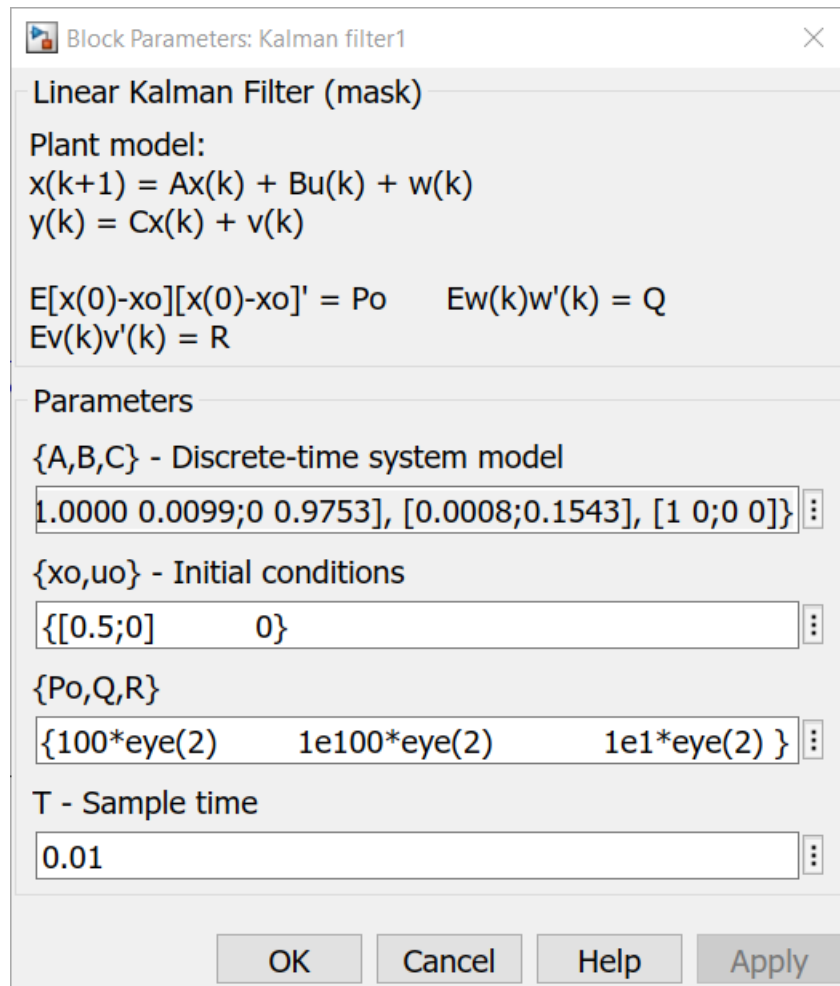 Block Parameters: Kalman filter1
Linear Kalman Filter (mask)
Plant model:
x(k+1) = Ax(k) + Bu(k) + w(k)
y(k) = Cx(k) + v(k)
E[x(0)-xo][x(0)-xo]' = Po Ew(k)w'(k) = Q
Ev(k)v'(k) = R
Parameters
{A,B,C} - Discrete-time system model
1.0000 0.0099;0 0.9753], [0.0008;0.1543], [1 0;0 0]}
{xo,uo} - Initial conditions
{[0.5;0] 0}
{Po,Q,R}
{100*eye(2) 1e100*eye(2) 1e1*eye(2) }
T - Sample time
0.01
OK Cancel Help Apply